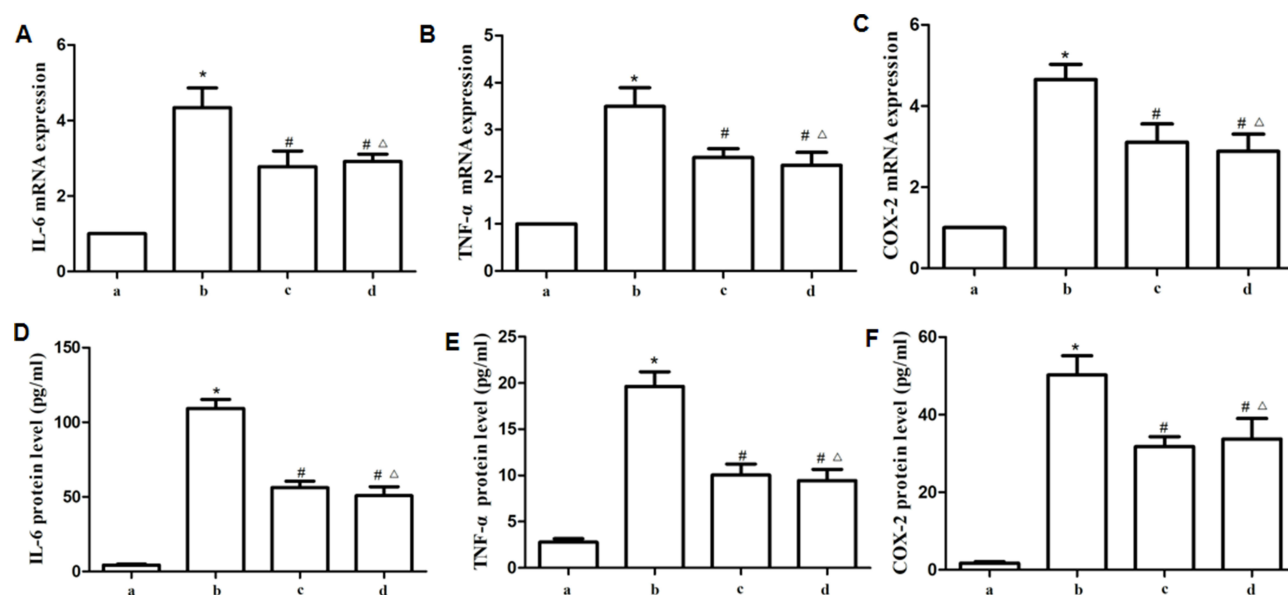 A
IL-6 mRNA expression
6
4
2
0
*
#
# △
a b c d
B
TNF-α mRNA expression
5
4
3
2
1
0
*
#
# △
a b c d
C
COX-2 mRNA expression
6
4
2
0
*
#
# △
a b c d
D
IL-6 protein level (pg/ml)
150
100
50
0
*
#
# △
a b c d
E
TNF-α protein level (pg/ml)
25
20
15
10
5
0
*
#
# △
a b c d
F
COX-2 protein level (pg/ml)
60
40
20
0
*
#
# △
a b c d